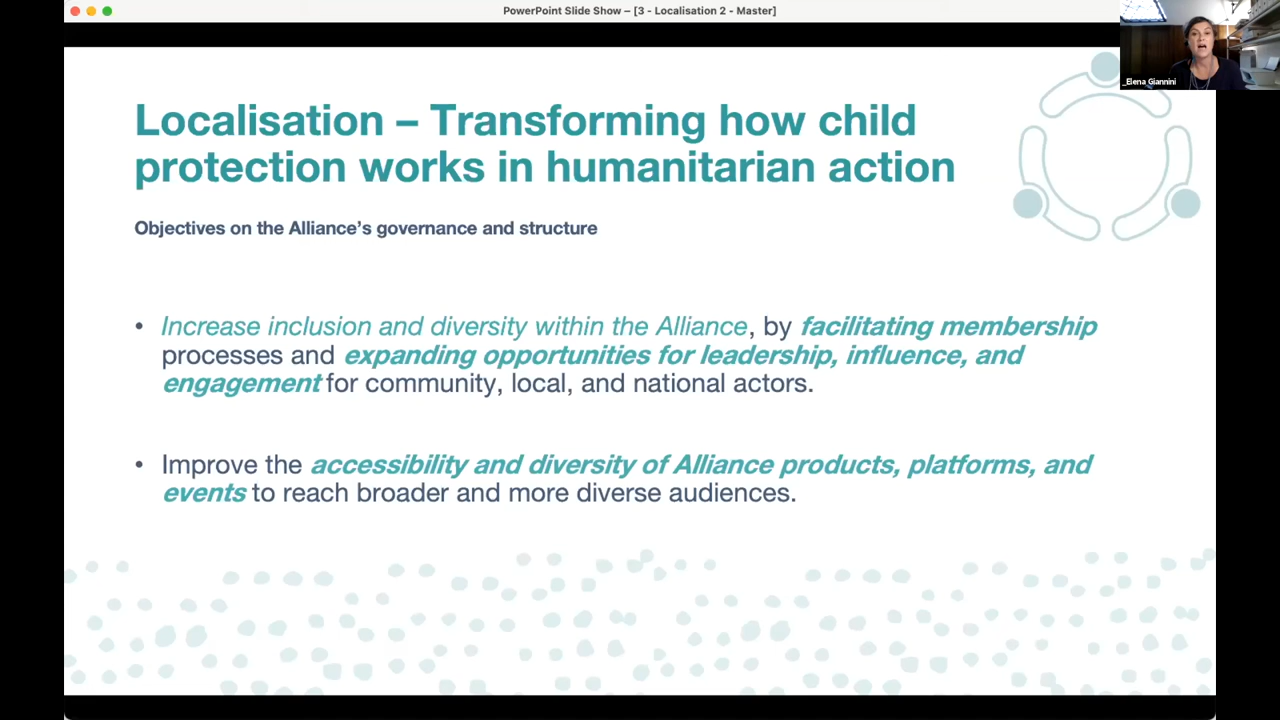 PowerPoint Slide Show – [3 - Localisation 2 - Master]
_Elena Giannini
Localisation – Transforming how child
protection works in humanitarian action
Objectives on the Alliance’s governance and structure
• Increase inclusion and diversity within the Alliance, by facilitating membership
processes and expanding opportunities for leadership, influence, and
engagement for community, local, and national actors.
• Improve the accessibility and diversity of Alliance products, platforms, and
events to reach broader and more diverse audiences.